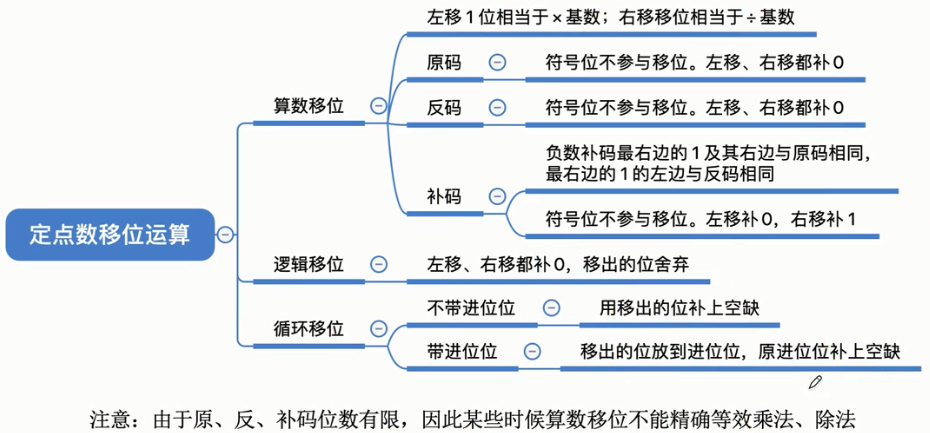 左移1位相当于×基数；右移移位相当于÷基数
原码
符号位不参与移位。左移、右移都补0
算数移位
反码
符号位不参与移位。左移、右移都补0
负数补码最右边的1及其右边与原码相同，
最右边的1的左边与反码相同
补码
符号位不参与移位。左移补0，右移补1
定点数移位运算
逻辑移位
左移、右移都补0，移出的位舍弃
不带进位位
用移出的位补上空缺
循环移位
带进位位
移出的位放到进位位，原进位位补上空缺
注意：由于原、反、补码位数有限，因此某些时候算数移位不能精确等效乘法、除法